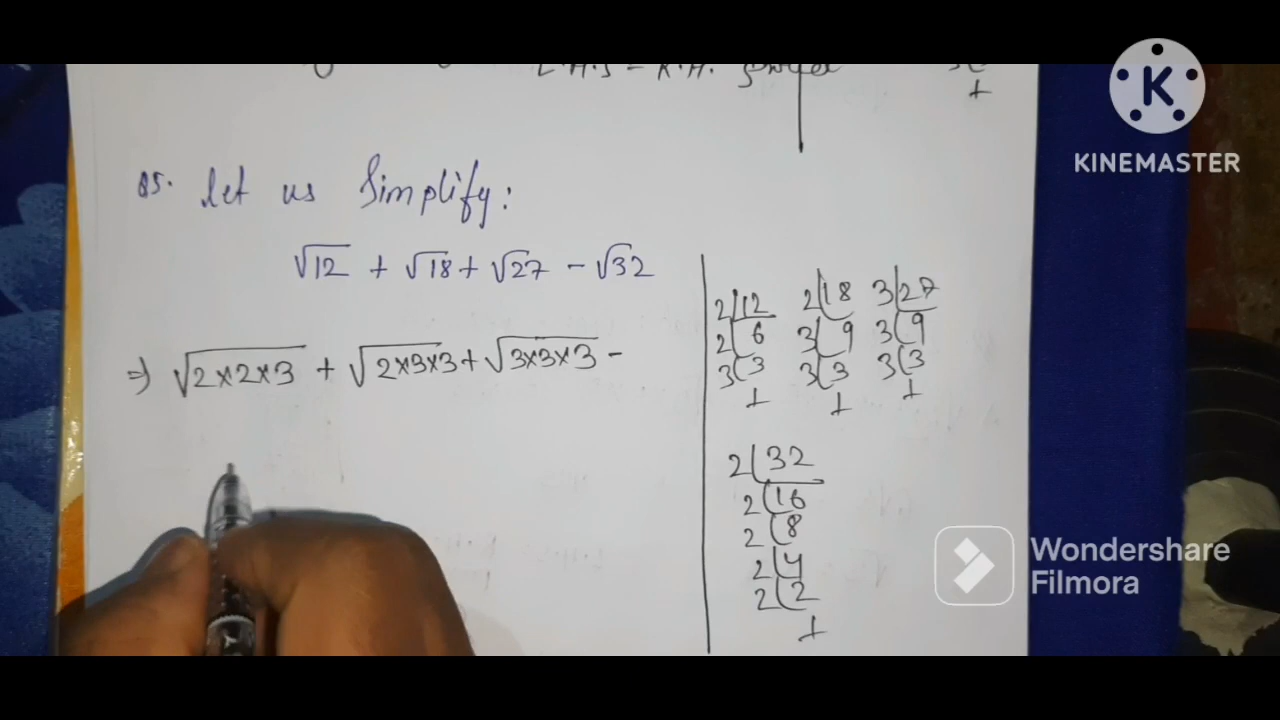 L.H.S = R.H.
1
KINEMASTER
Q5. Let us Simplify:
√12 + √18 + √27 - √32
⇒ √2×2×3 + √2×3×3 + √3×3×3 -
2 12 2 18 3 27
2 6 3 9 3 9
3 3 3 3 3 3
1 1 1
2 32
2 16
2 8
2 4
2 2
1
Wondershare
Filmora